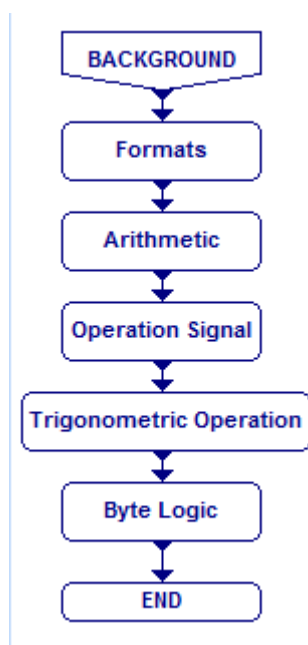 BACKGROUND
Formats
Arithmetic
Operation Signal
Trigonometric Operation
Byte Logic
END